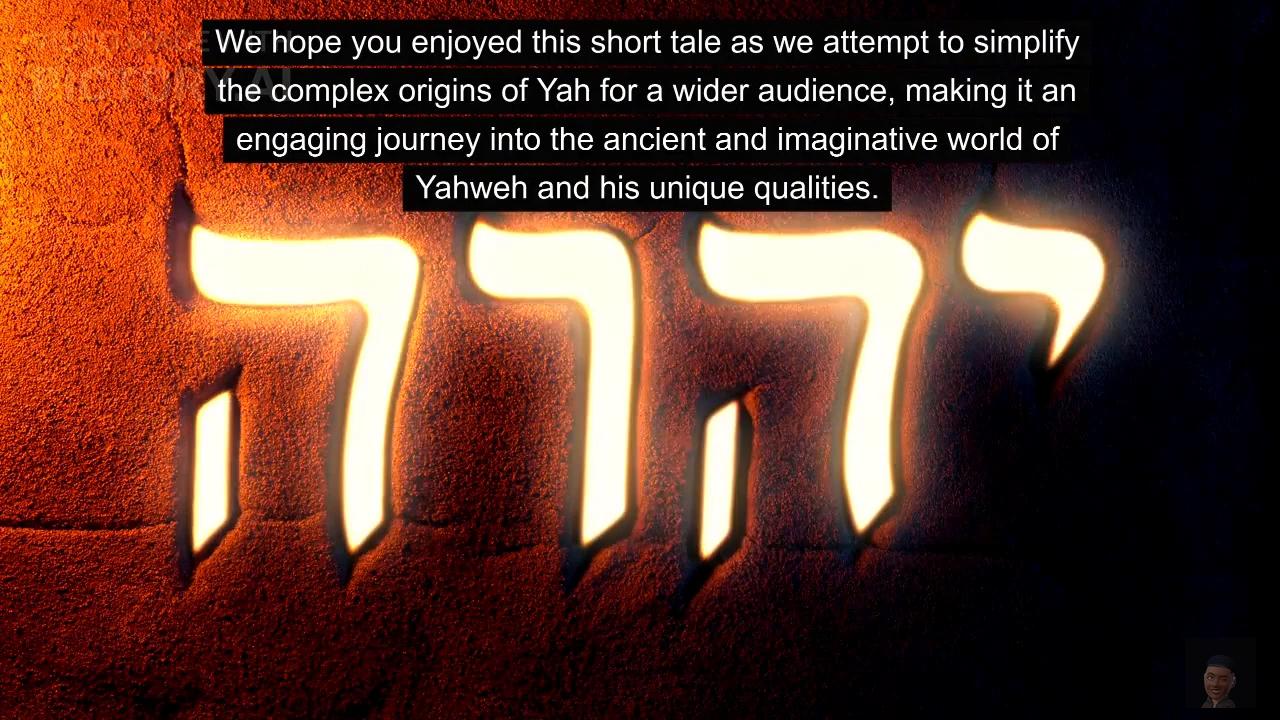 We hope you enjoyed this short tale as we attempt to simplify
the complex origins of Yah for a wider audience, making it an
engaging journey into the ancient and imaginative world of
Yahweh and his unique qualities.
יהוה